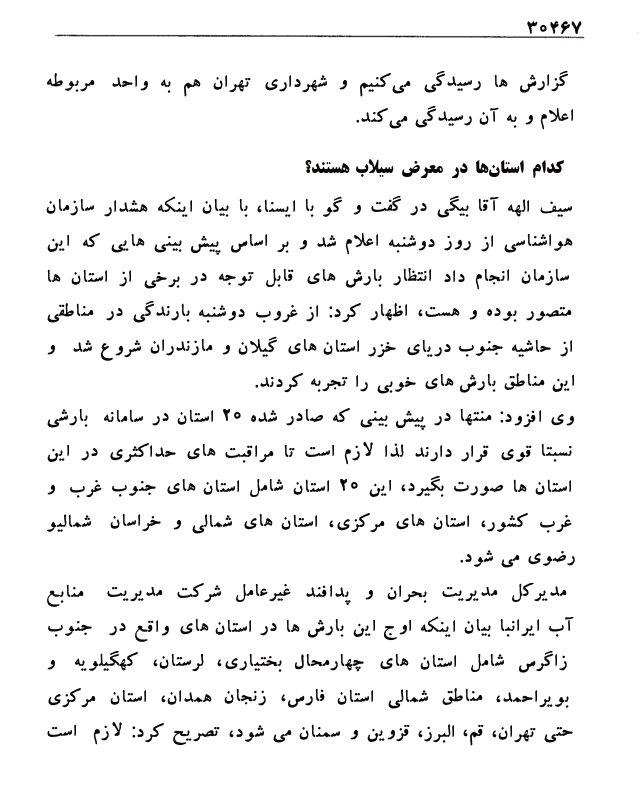 ۳۰۴۶۷
گزارش ها رسیدگی می‌کنیم و شهرداری تهران هم به واحد مربوطه
اعلام و به آن رسیدگی می‌کند.
کدام استان‌ها در معرض سیلاب هستند؟
سیف الهه آقا بیگی در گفت و گو با ایسنا، با بیان اینکه هشدار سازمان
هواشناسی از روز دوشنبه اعلام شد و بر اساس پیش بینی هایی که این
سازمان انجام داد انتظار بارش های قابل توجه در برخی از استان ها
متصور بوده و هست، اظهار کرد: از غروب دوشنبه بارندگی در مناطقی
از حاشیه جنوب دریای خزر استان های گیلان و مازندران شروع شد و
این مناطق بارش های خوبی را تجربه کردند.
وی افزود: منتها در پیش بینی که صادر شده ۲۰ استان در سامانه بارشی
نسبتا قوی قرار دارند لذا لازم است تا مراقبت های حداکثری در این
استان ها صورت بگیرد، این ۲۰ استان شامل استان های جنوب غرب و
غرب کشور، استان های مرکزی، استان های شمالی و خراسان شمالیو
رضوی می شود.
مدیرکل مدیریت بحران و پدافند غیرعامل شرکت مدیریت منابع
آب ایرانبا بیان اینکه اوج این بارش ها در استان های واقع در جنوب
زاگرس شامل استان های چهارمحال بختیاری، لرستان، کهگیلویه و
بویراحمد، مناطق شمالی استان فارس، زنجان همدان، استان مرکزی
حتی تهران، قم، البرز، قزوین و سمنان می شود، تصریح کرد: لازم است